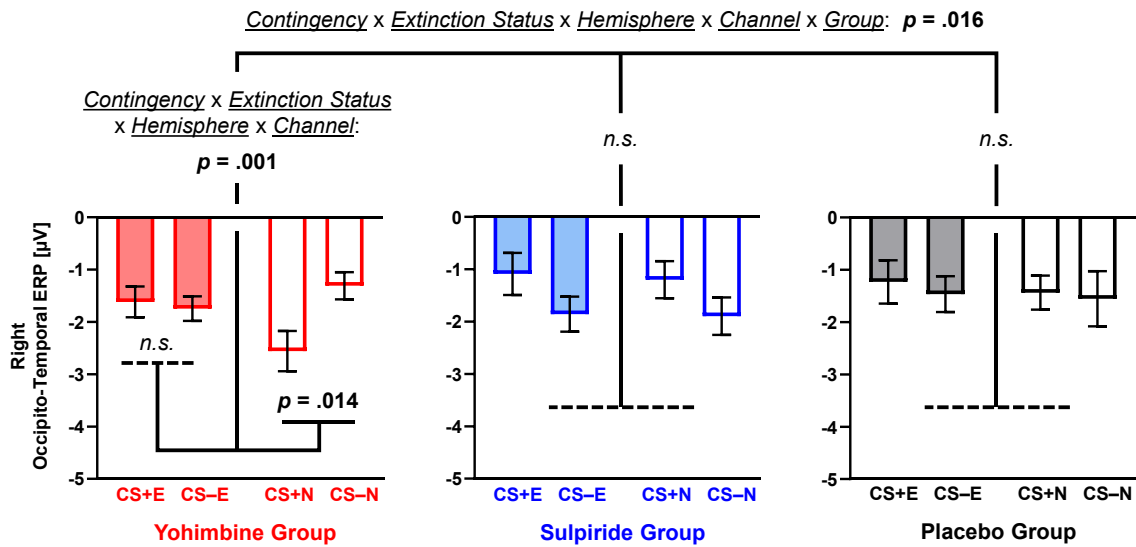 Contingency x Extinction Status x Hemisphere x Channel x Group: p = .016
Contingency x Extinction Status
x Hemisphere x Channel:
p = .001
n.s.
n.s.
Right
Occipito-Temporal ERP [µV]
0
-1
-2
-3
-4
-5
n.s.
p = .014
CS+E CS–E CS+N CS–N
Yohimbine Group
0
-1
-2
-3
-4
-5
CS+E CS–E CS+N CS–N
Sulpiride Group
0
-1
-2
-3
-4
-5
CS+E CS–E CS+N CS–N
Placebo Group